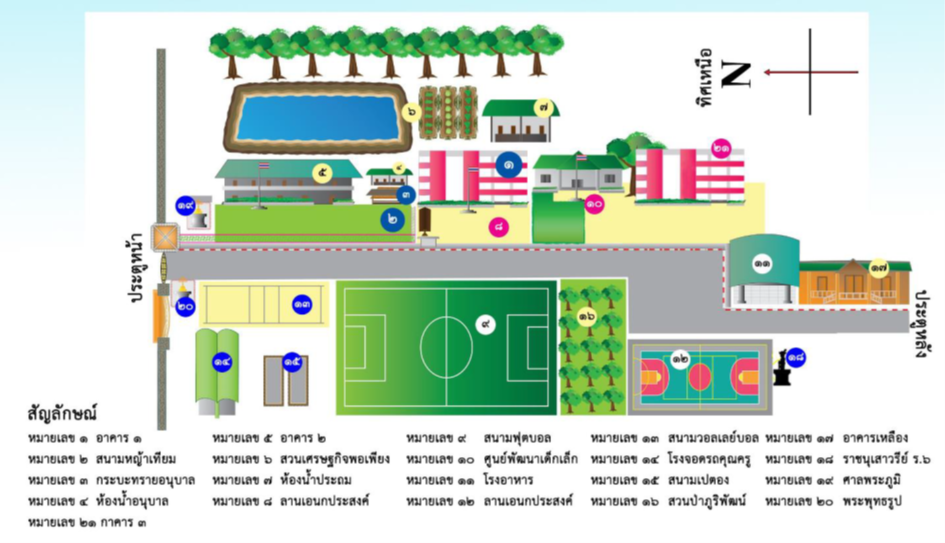 ทิศเหนือ
N
๖
๗
๒๑
๑
๕
๔
๓
๑๐
๑๙
๒
๘
ประตูหน้า
๑๑
๑๗
๒๐
๑๓
๙
๑๖
ประตูหลัง
๑๔
๑๕
๑๒
๑๘
สัญลักษณ์
หมายเลข ๑ อาคาร ๑ หมายเลข ๕ อาคาร ๒ หมายเลข ๙ สนามฟุตบอล หมายเลข ๑๓ สนามวอลเลย์บอล หมายเลข ๑๗ อาคารเหลือง
หมายเลข ๒ สนามหญ้าเทียม หมายเลข ๖ สวนเศรษฐกิจพอเพียง หมายเลข ๑๐ ศูนย์พัฒนาเด็กเล็ก หมายเลข ๑๔ โรงจอดรถคุณครู หมายเลข ๑๘ ราชนุเสาวรีย์ ร.๖
หมายเลข ๓ กระบะทรายอนุบาล หมายเลข ๗ ห้องน้ำประถม หมายเลข ๑๑ โรงอาหาร หมายเลข ๑๕ สนามเปตอง หมายเลข ๑๙ ศาลพระภูมิ
หมายเลข ๔ ห้องน้ำอนุบาล หมายเลข ๘ ลานเอนกประสงค์ หมายเลข ๑๒ ลานเอนกประสงค์ หมายเลข ๑๖ สวนป่าภูริพัฒน์ หมายเลข ๒๐ พระพุทธรูป
หมายเลข ๒๑ กาคาร ๓